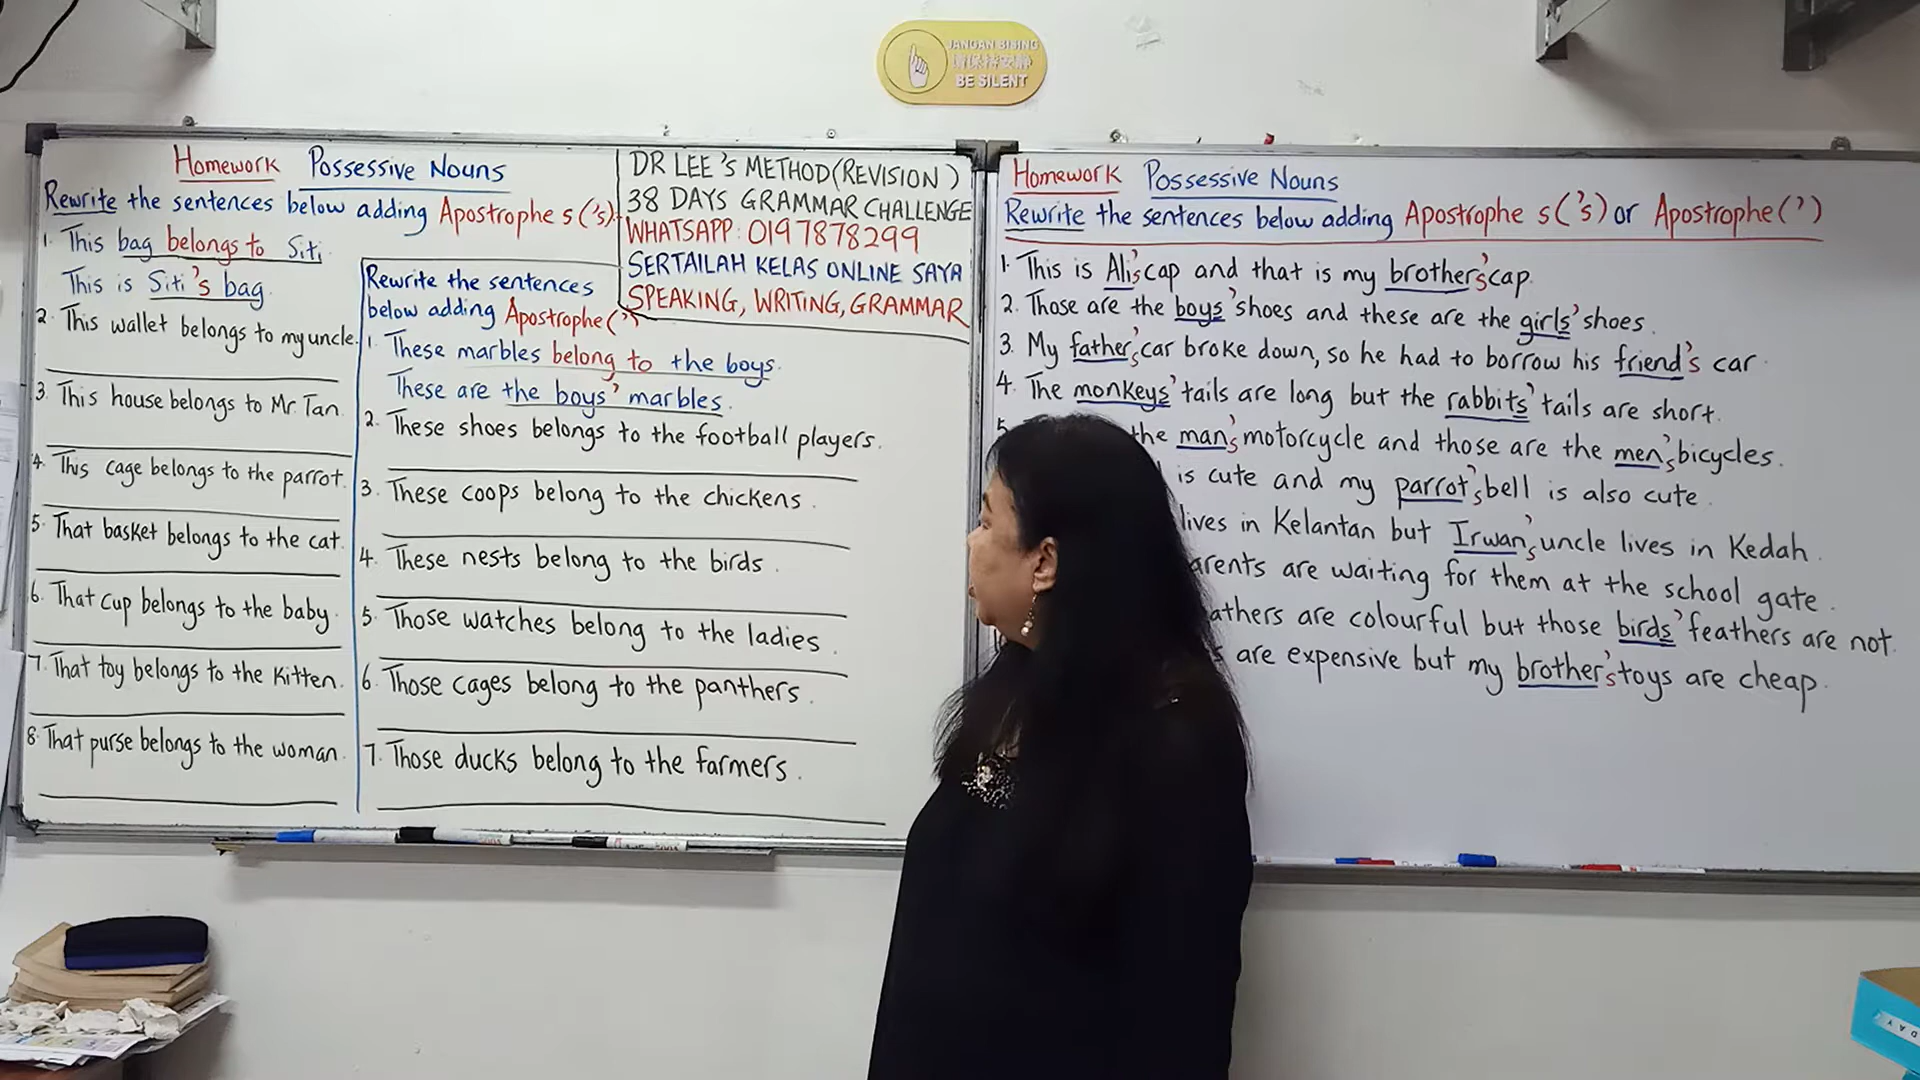 JANGAN BISING
BE SILENT
Homework Possessive Nouns
Rewrite the sentences below adding Apostrophe s ('s).
1. This bag belongs to Siti
This is Siti's bag
2. This wallet belongs to my uncle.
3. This house belongs to Mr. Tan.
4. This cage belongs to the parrot.
5. That basket belongs to the cat.
6. That cup belongs to the baby.
7. That toy belongs to the kitten.
8. That purse belongs to the woman.
DR LEE's METHOD (REVISION)
38 DAYS GRAMMAR CHALLENGE
WHATSAPP: 0197878299
SERTAILAH KELAS ONLINE SAYA
SPEAKING, WRITING, GRAMMAR
Rewrite the sentences
below adding Apostrophe(')
1. These marbles belong to the boys.
These are the boys' marbles.
2. These shoes belongs to the football players.
3. These coops belong to the chickens.
4. These nests belong to the birds.
5. Those watches belong to the ladies.
6. Those cages belong to the panthers.
7. Those ducks belong to the farmers.
Homework Possessive Nouns
Rewrite the sentences below adding Apostrophe s ('s) or Apostrophe (')
1. This is Ali's cap and that is my brother's cap.
2. Those are the boys' shoes and these are the girls' shoes.
3. My father's car broke down, so he had to borrow his friend's car
4. The monkeys' tails are long but the rabbits' tails are short.
5. the man's motorcycle and those are the men's bicycles.
is cute and my parrot's bell is also cute.
lives in Kelantan but Irwan's uncle lives in Kedah.
are waiting for them at the school gate.
are colourful but those birds' feathers are not.
are expensive but my brother's toys are cheap.